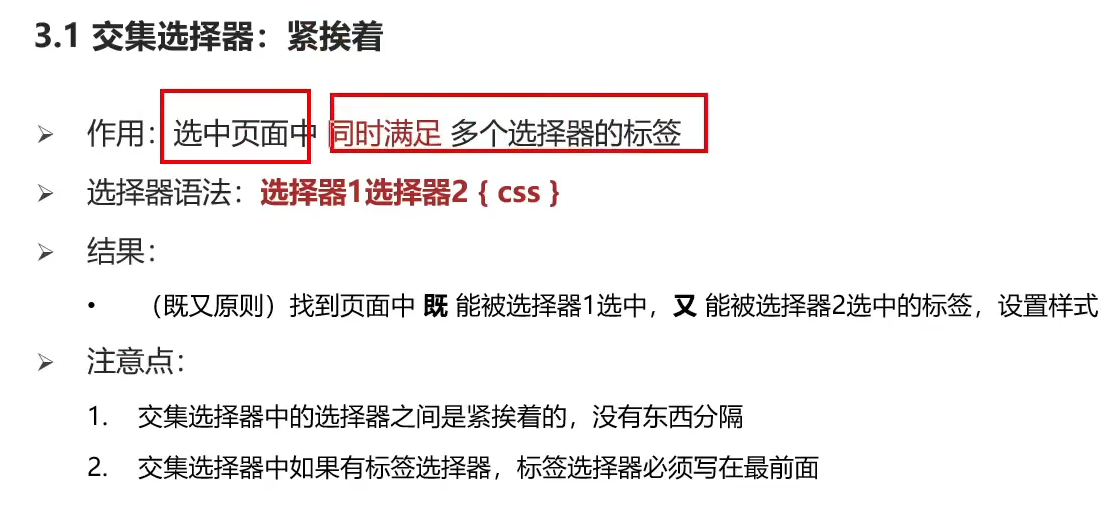 3.1 交集选择器：紧挨着
➢ 作用：选中页面中 同时满足 多个选择器的标签
➢ 选择器语法：选择器1选择器2 { css }
➢ 结果：
• （既又原则）找到页面中 既 能被选择器1选中，又 能被选择器2选中的标签，设置样式
➢ 注意点：
1. 交集选择器中的选择器之间是紧挨着的，没有东西分隔
2. 交集选择器中如果有标签选择器，标签选择器必须写在最前面